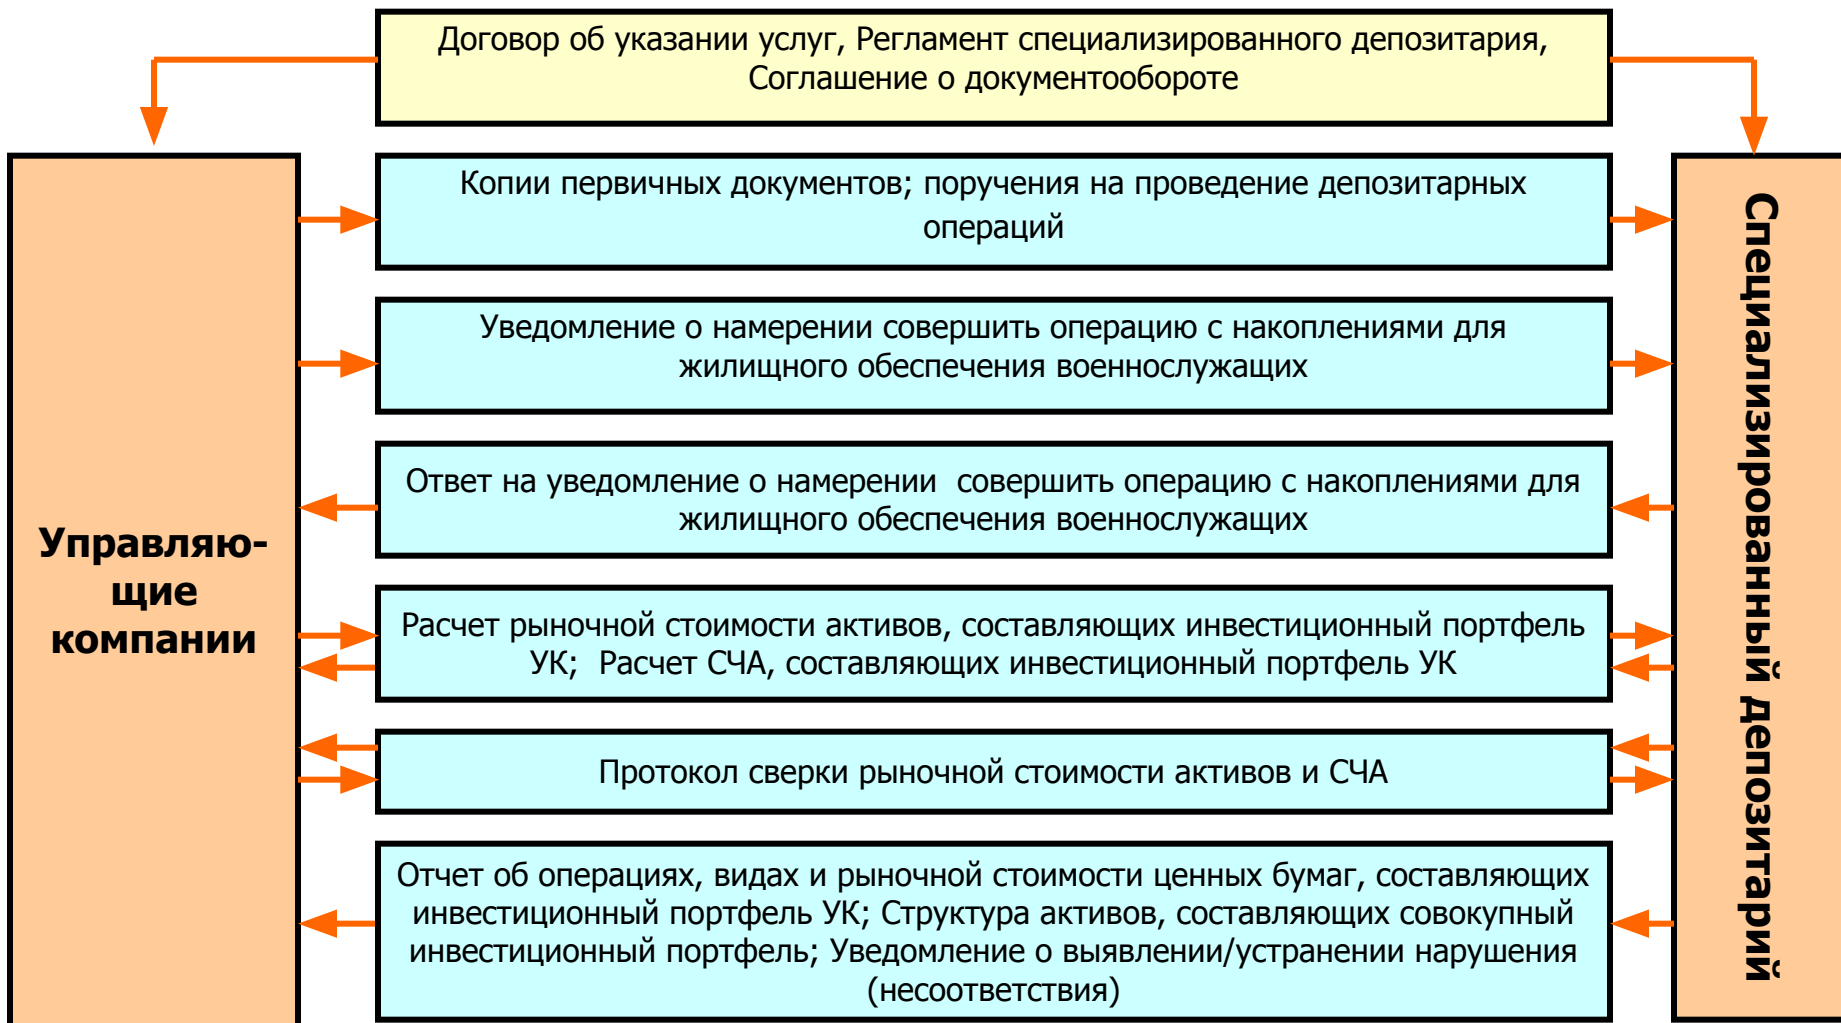 Договор об указании услуг, Регламент специализированного депозитария,
Соглашение о документообороте
Копии первичных документов; поручения на проведение депозитарных
операций
Уведомление о намерении совершить операцию с накоплениями для
жилищного обеспечения военнослужащих
Ответ на уведомление о намерении  совершить операцию с накоплениями для
жилищного обеспечения военнослужащих
Управляю-
щие
компании
Расчет рыночной стоимости активов, составляющих инвестиционный портфель
УК;  Расчет СЧА, составляющих инвестиционный портфель УК
Протокол сверки рыночной стоимости активов и СЧА
Отчет об операциях, видах и рыночной стоимости ценных бумаг, составляющих
инвестиционный портфель УК; Структура активов, составляющих совокупный
инвестиционный портфель; Уведомление о выявлении/устранении нарушения
(несоответствия)
Специализированный депозитарий